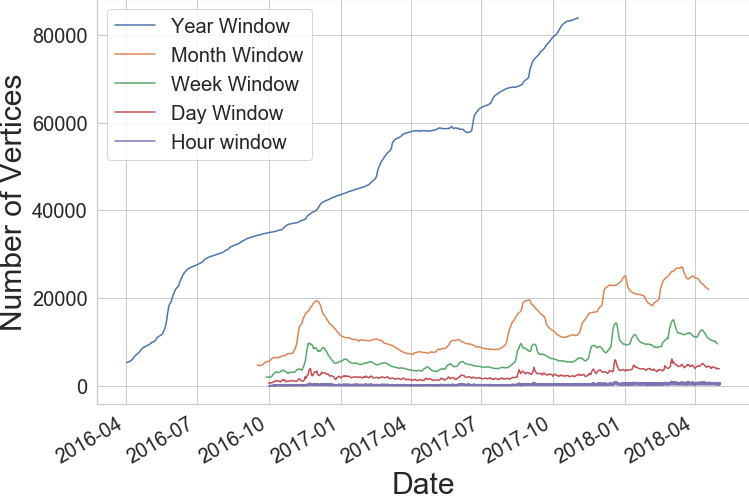 Year Window
Month Window
Week Window
Day Window
Hour window
Number of Vertices
80000
60000
40000
20000
0
2016-04
2016-07
2016-10
2017-01
2017-04
2017-07
2017-10
2018-01
2018-04
Date